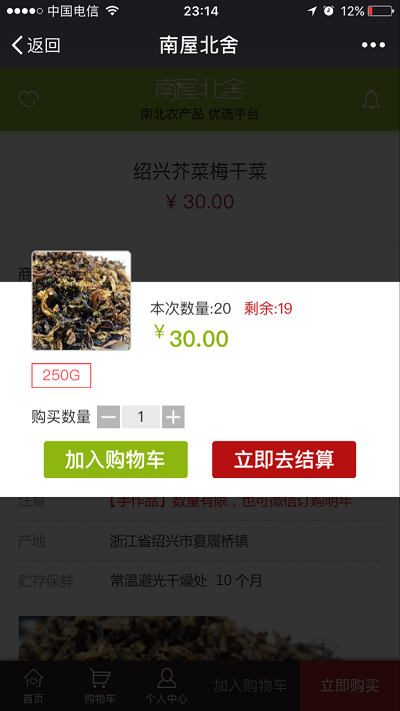 中国电信 23:14 12%
返回 南屋北舍
南屋北舍
南北农产品 优选平台
绍兴芥菜梅干菜
¥ 30.00
商
本次数量:20 剩余:19
¥30.00
250G
购买数量 1
加入购物车 立即去结算
注意 【手作品】数量有限，也可微信订购明年
产地 浙江省绍兴市夏履桥镇
贮存保鲜 常温避光干燥处 10 个月
首页 购物车 个人中心 加入购物车 立即购买